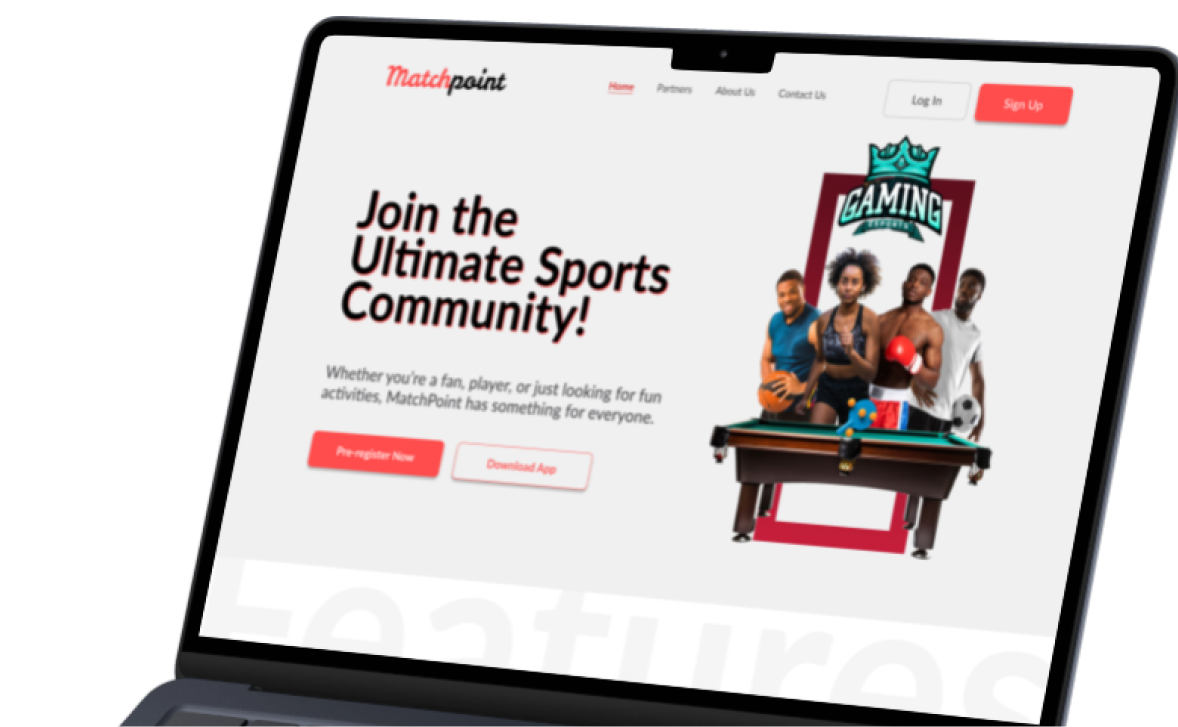 Matchpoint
Home Partners About Us Contact Us
Log In
Sign Up
GAMING
ESPORTS
Join the
Ultimate Sports
Community!
Whether you're a fan, player, or just looking for fun
activities, MatchPoint has something for everyone.
Pre-register Now
Download App
Features